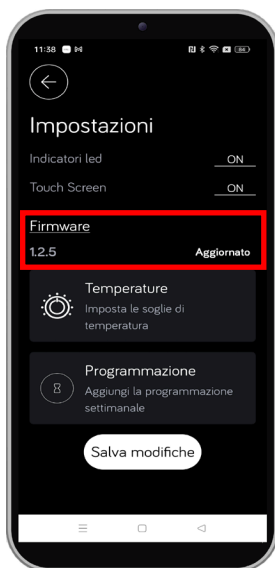 11:38
84
Impostazioni
Indicatori led ON
Touch Screen ON
Firmware
1.2.5 Aggiornato
Temperature
Imposta le soglie di
temperatura
Programmazione
Aggiungi la programmazione
settimanale
Salva modifiche